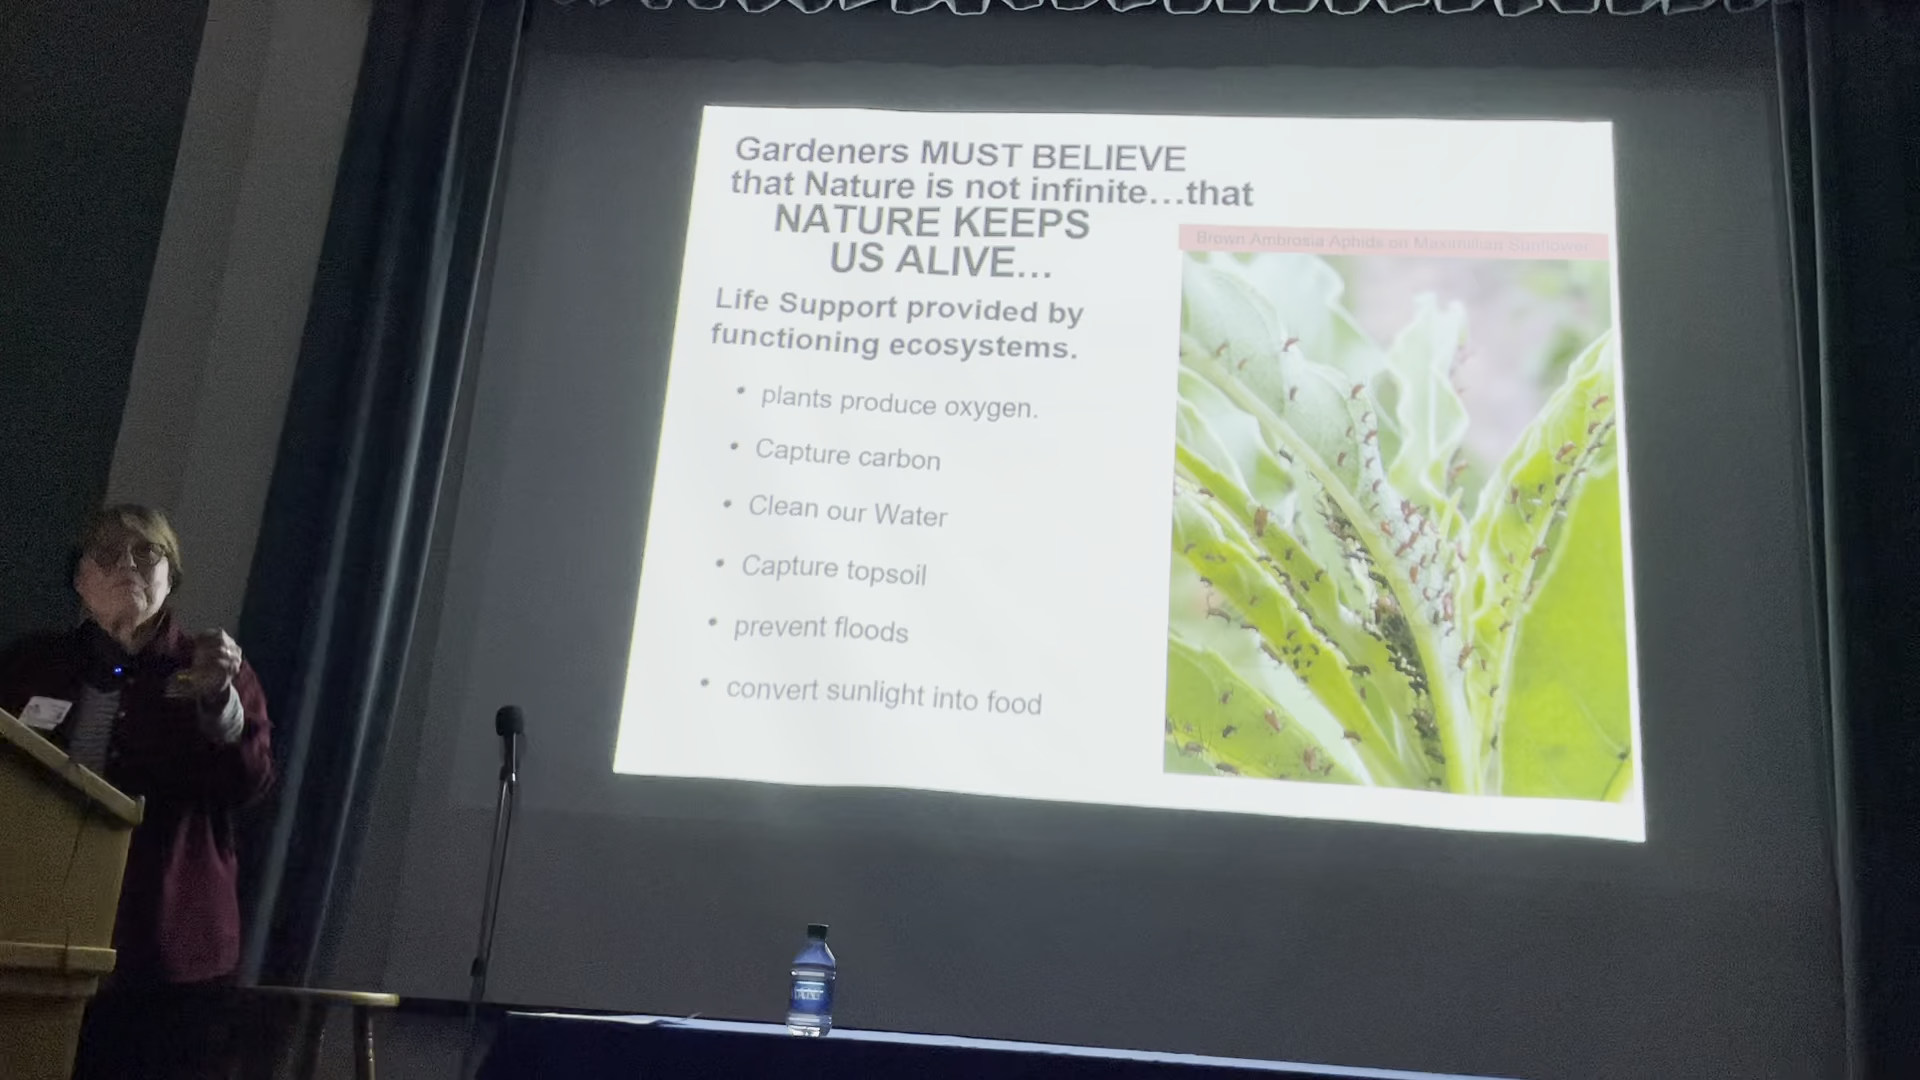 Gardeners MUST BELIEVE
that Nature is not infinite…that
NATURE KEEPS
US ALIVE…
Brown Ambrosia Aphids on Maximilian Sunflower
Life Support provided by
functioning ecosystems.
• plants produce oxygen.
• Capture carbon
• Clean our Water
• Capture topsoil
• prevent floods
• convert sunlight into food